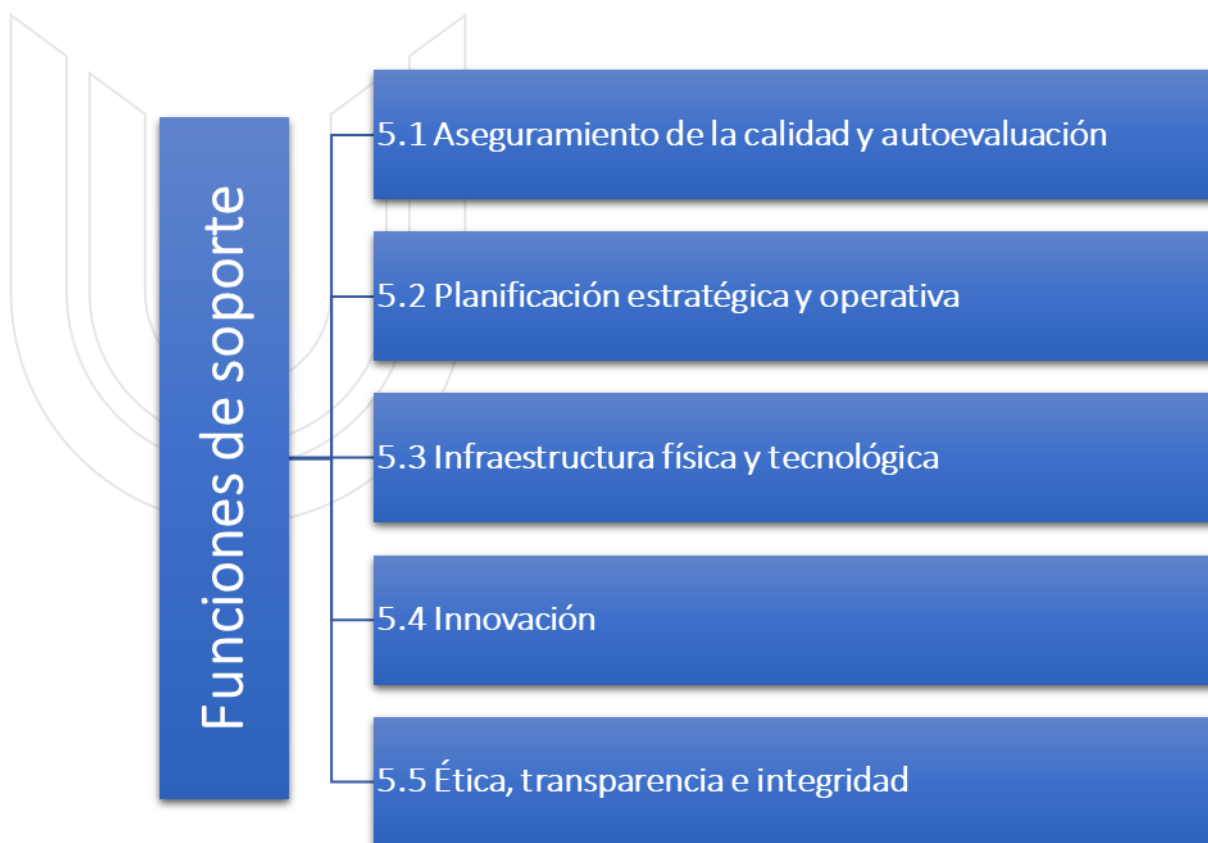 Funciones de soporte
5.1 Aseguramiento de la calidad y autoevaluación
5.2 Planificación estratégica y operativa
5.3 Infraestructura física y tecnológica
5.4 Innovación
5.5 Ética, transparencia e integridad